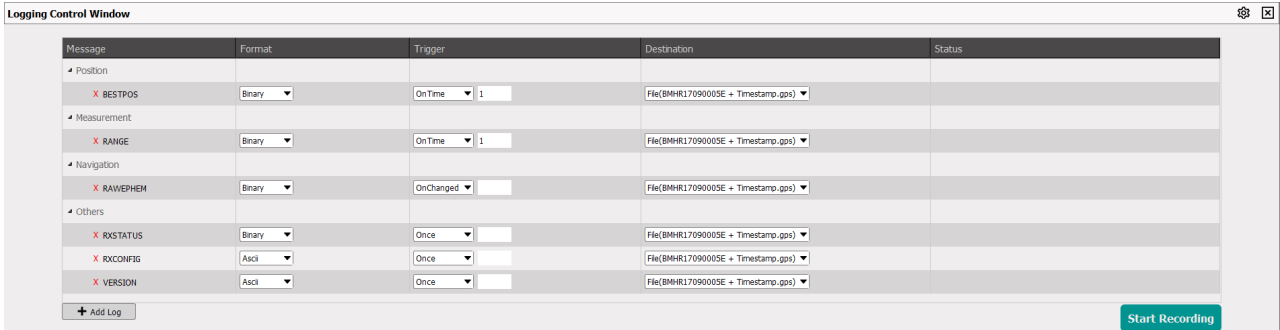 Logging Control Window
Message Format Trigger Destination Status
Position
X BESTPOS Binary OnTime 1 File(BMHR17090005E + Timestamp.gps)
Measurement
X RANGE Binary OnTime 1 File(BMHR17090005E + Timestamp.gps)
Navigation
X RAWEPHEM Binary OnChanged File(BMHR17090005E + Timestamp.gps)
Others
X RXSTATUS Binary Once File(BMHR17090005E + Timestamp.gps)
X RXCONFIG Ascii Once File(BMHR17090005E + Timestamp.gps)
X VERSION Ascii Once File(BMHR17090005E + Timestamp.gps)
+ Add Log
Start Recording